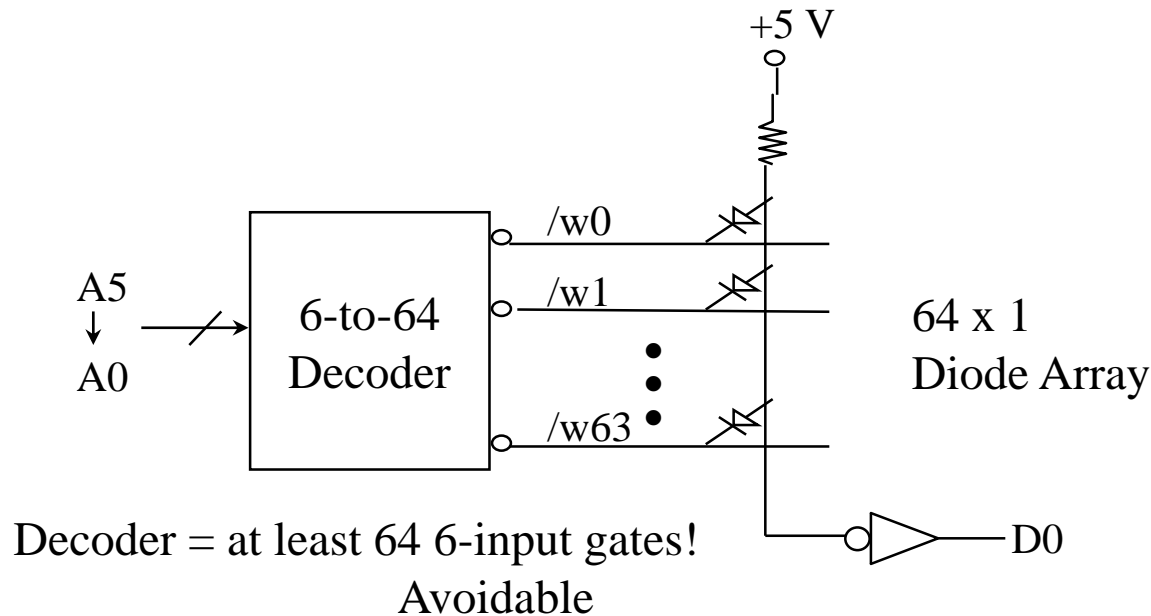 +5 V
/w0
A5
A0
6-to-64
Decoder
/w1
64 x 1
Diode Array
/w63
D0
Decoder = at least 64 6-input gates!
Avoidable